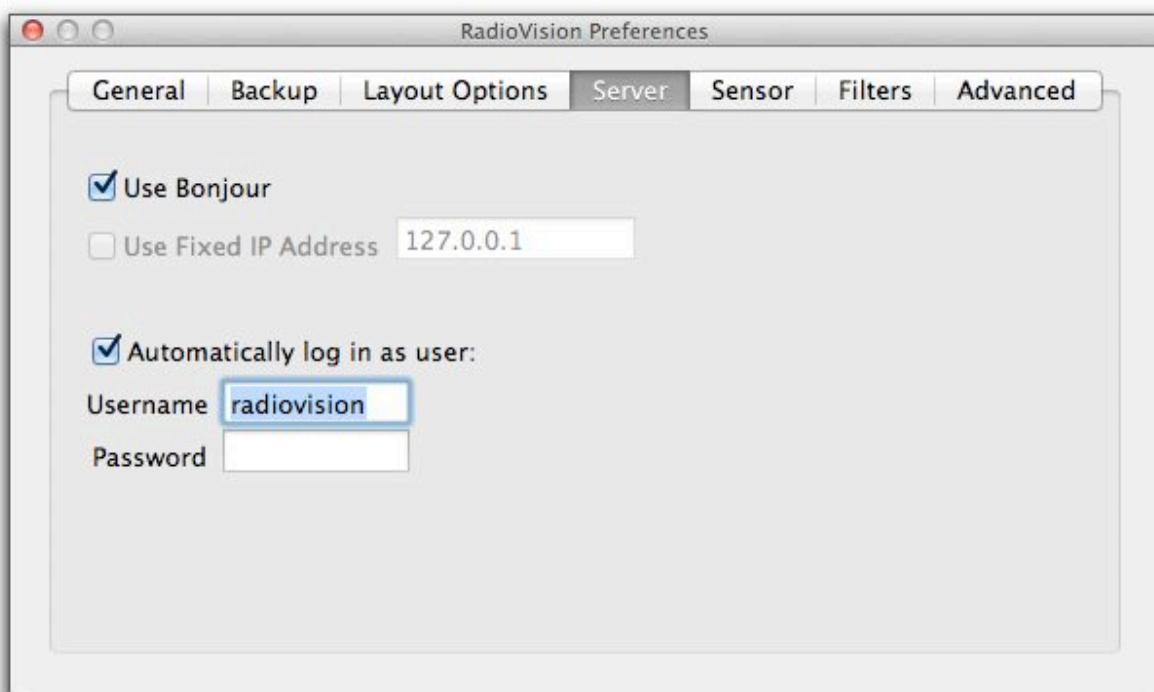 RadioVision Preferences
General Backup Layout Options Server Sensor Filters Advanced
Use Bonjour
Use Fixed IP Address 127.0.0.1
Automatically log in as user:
Username radiovision
Password